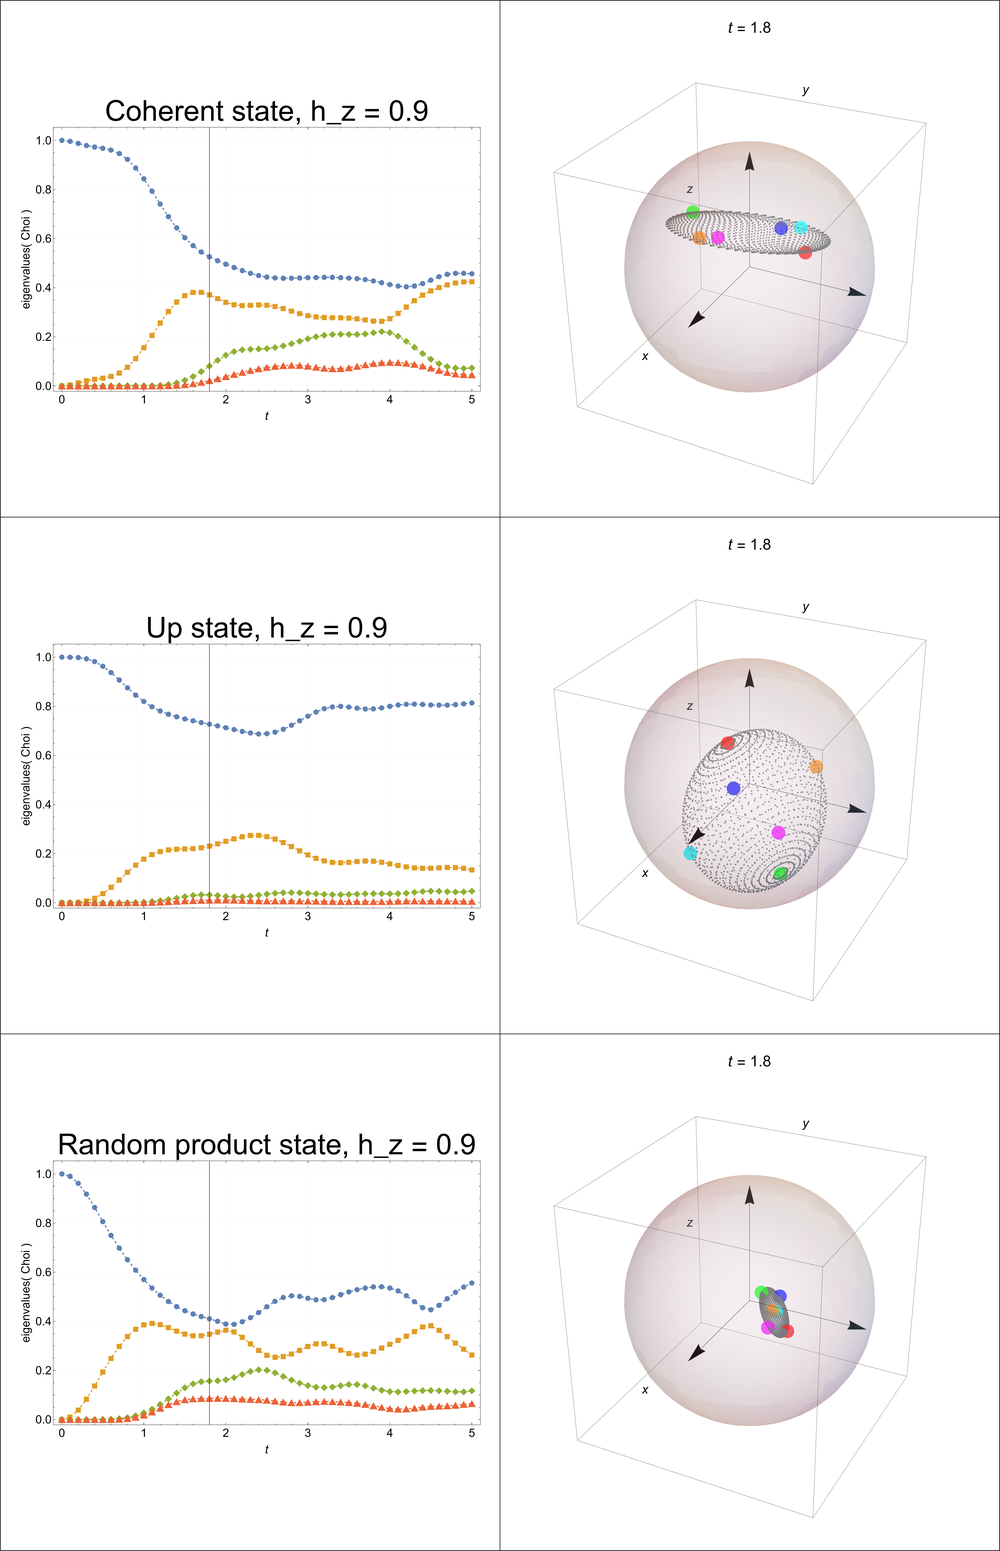 Coherent state, h_z = 0.9
eigenvalues( Choi )
1.0
0.8
0.6
0.4
0.2
0.0
0 1 2 3 4 5
t
t = 1.8
y
z
x
Up state, h_z = 0.9
eigenvalues( Choi )
1.0
0.8
0.6
0.4
0.2
0.0
0 1 2 3 4 5
t
t = 1.8
y
z
x
Random product state, h_z = 0.9
eigenvalues( Choi )
1.0
0.8
0.6
0.4
0.2
0.0
0 1 2 3 4 5
t
t = 1.8
y
z
x